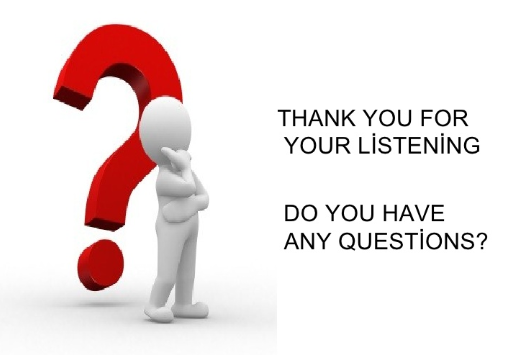 THANK YOU FOR
YOUR LİSTENİNG
DO YOU HAVE
ANY QUESTİONS?